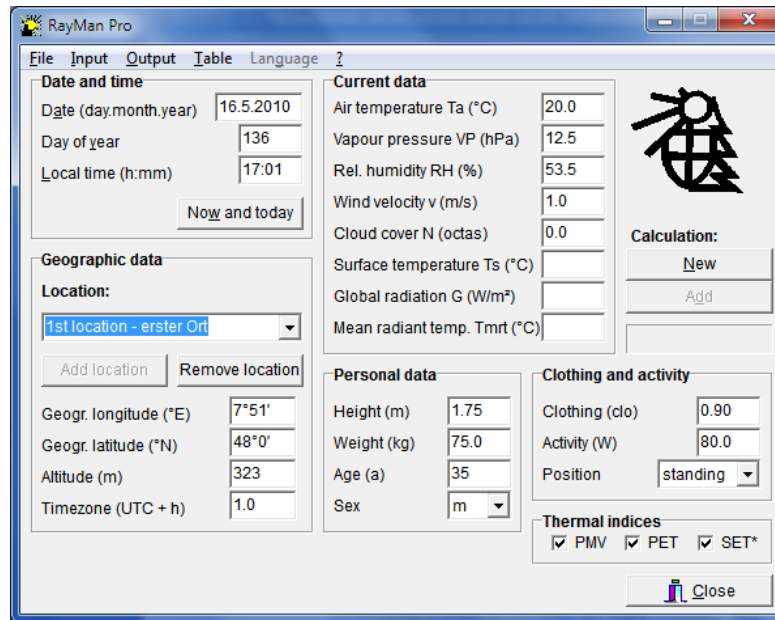 RayMan Pro
File Input Output Table Language ?
Date and time
Date (day.month.year) 16.5.2010
Day of year 136
Local time (h:mm) 17:01
Now and today
Geographic data
Location:
1st location - erster Ort
Add location Remove location
Geogr. longitude (°E) 7°51'
Geogr. latitude (°N) 48°0'
Altitude (m) 323
Timezone (UTC + h) 1.0
Current data
Air temperature Ta (°C) 20.0
Vapour pressure VP (hPa) 12.5
Rel. humidity RH (%) 53.5
Wind velocity v (m/s) 1.0
Cloud cover N (octas) 0.0
Surface temperature Ts (°C)
Global radiation G (W/m²)
Mean radiant temp. Tmrt (°C)
Calculation:
New
Add
Personal data
Height (m) 1.75
Weight (kg) 75.0
Age (a) 35
Sex m
Clothing and activity
Clothing (clo) 0.90
Activity (W) 80.0
Position standing
Thermal indices
PMV PET SET*
Close